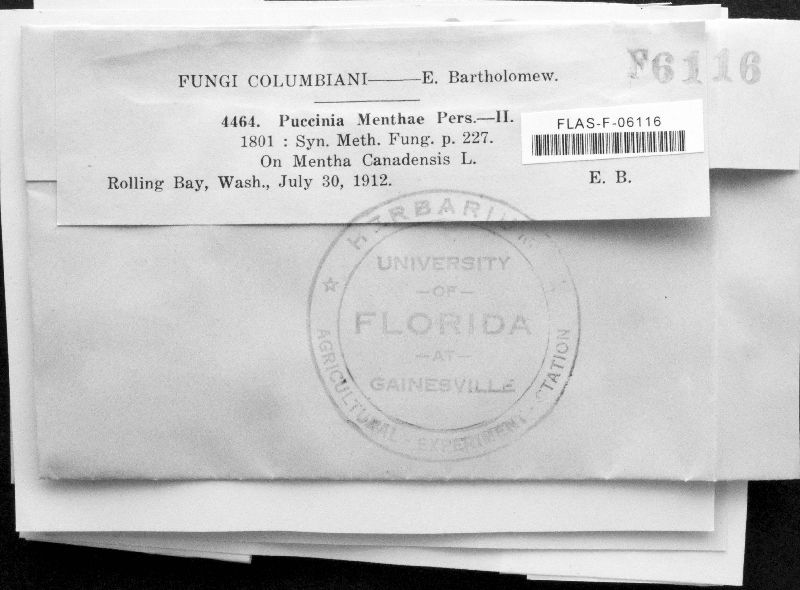 F6116
FUNGI COLUMBIANI——E. Bartholomew.
4464. Puccinia Menthae Pers.—II.
1801 : Syn. Meth. Fung. p. 227.
On Mentha Canadensis L.
Rolling Bay, Wash., July 30, 1912. E. B.
FLAS-F-06116
HERBARIUM
UNIVERSITY
—OF—
FLORIDA
—AT—
GAINESVILLE
AGRICULTURAL - EXPERIMENT - STATION